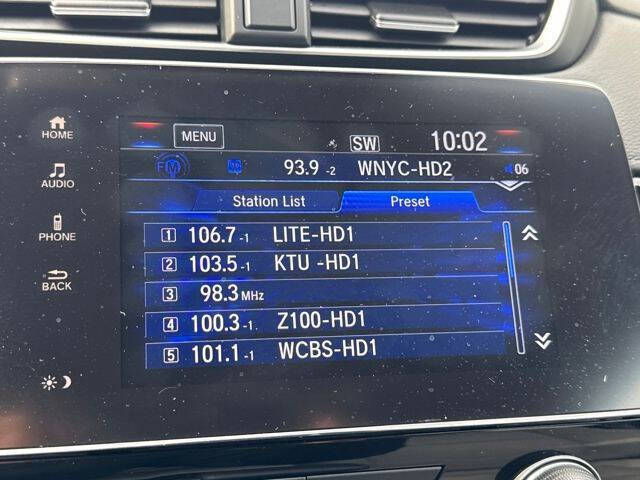 HOME
AUDIO
PHONE
BACK
MENU
SW
10:02
FM
93.9 -2 WNYC-HD2
06
Station List
Preset
1 106.7-1 LITE-HD1
2 103.5-1 KTU -HD1
3 98.3MHz
4 100.3-1 Z100-HD1
5 101.1-1 WCBS-HD1